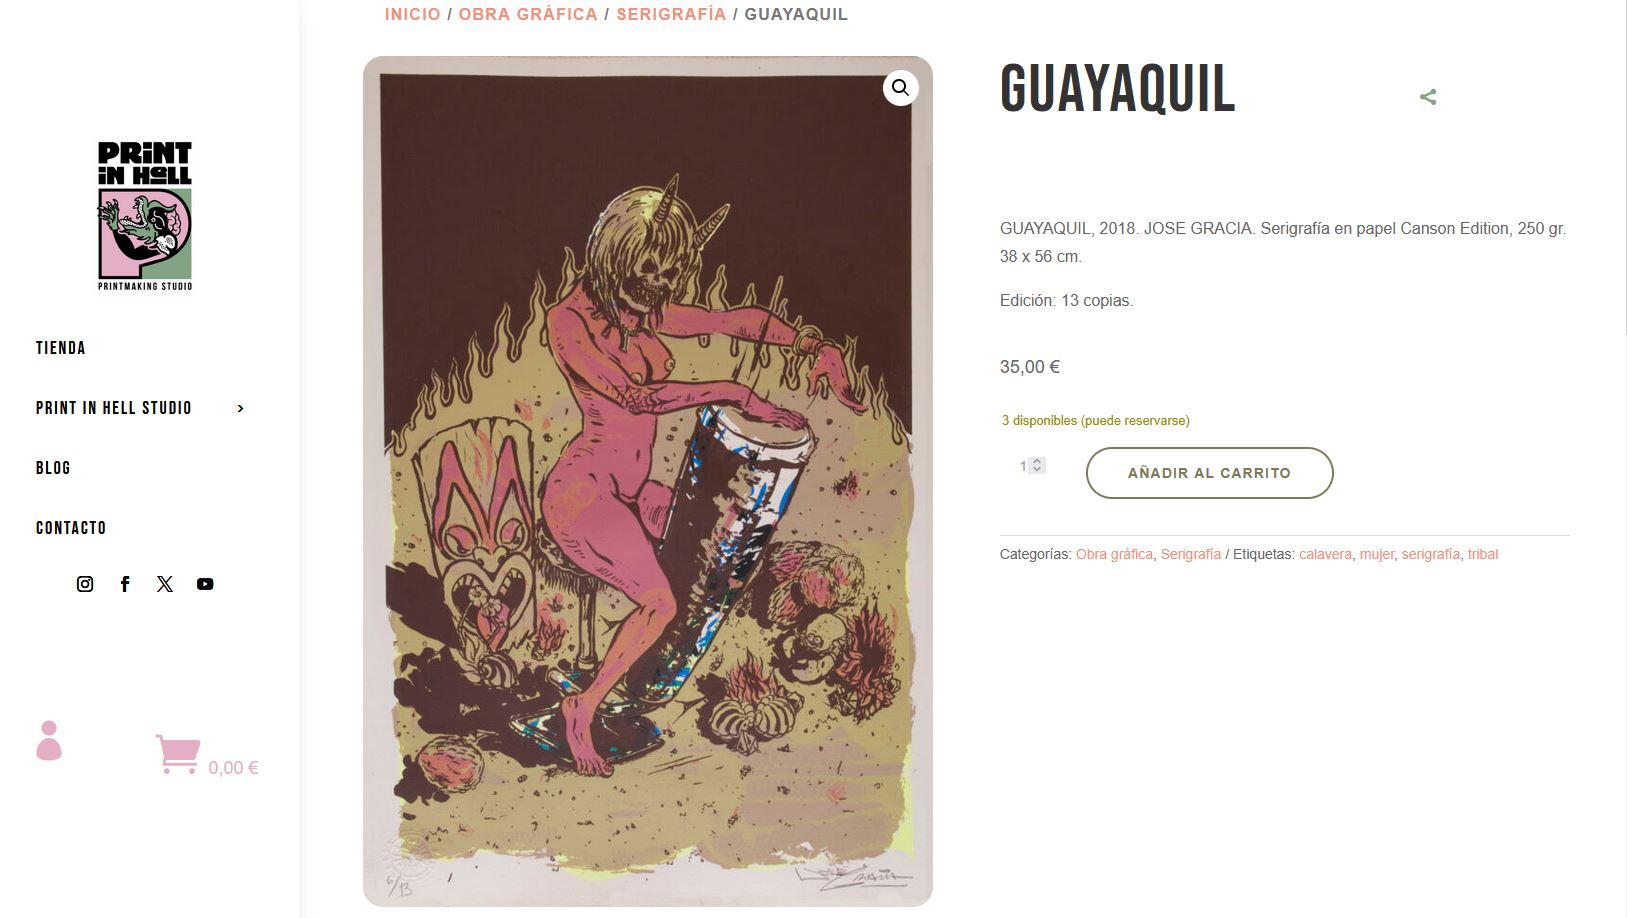 INICIO / OBRA GRÁFICA / SERIGRAFÍA / GUAYAQUIL
PRiNT
iN HeLL
PRINTMAKING STUDIO
TIENDA
PRINT IN HELL STUDIO
BLOG
CONTACTO
0,00 €
6/13
GUAYAQUIL
GUAYAQUIL, 2018. JOSE GRACIA. Serigrafía en papel Canson Edition, 250 gr.
38 x 56 cm.
Edición: 13 copias.
35,00 €
3 disponibles (puede reservarse)
1
AÑADIR AL CARRITO
Categorías: Obra gráfica, Serigrafía / Etiquetas: calavera, mujer, serigrafía, tribal